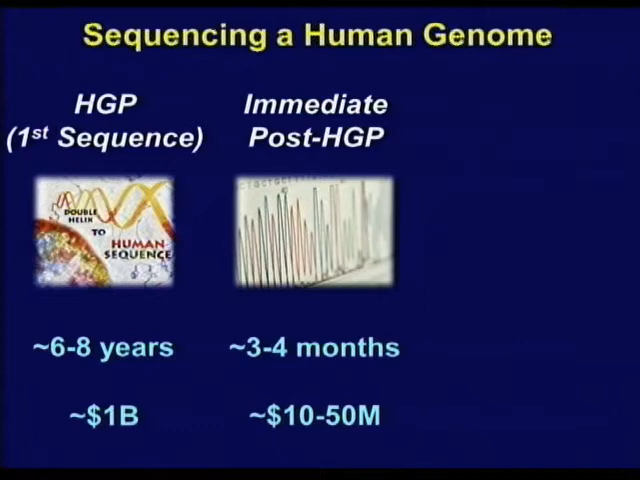 Sequencing a Human Genome
HGP
(1st Sequence)
Immediate
Post-HGP
DOUBLE
HELIX
TO
HUMAN
SEQUENCE
~6-8 years
~3-4 months
~$1B
~$10-50M